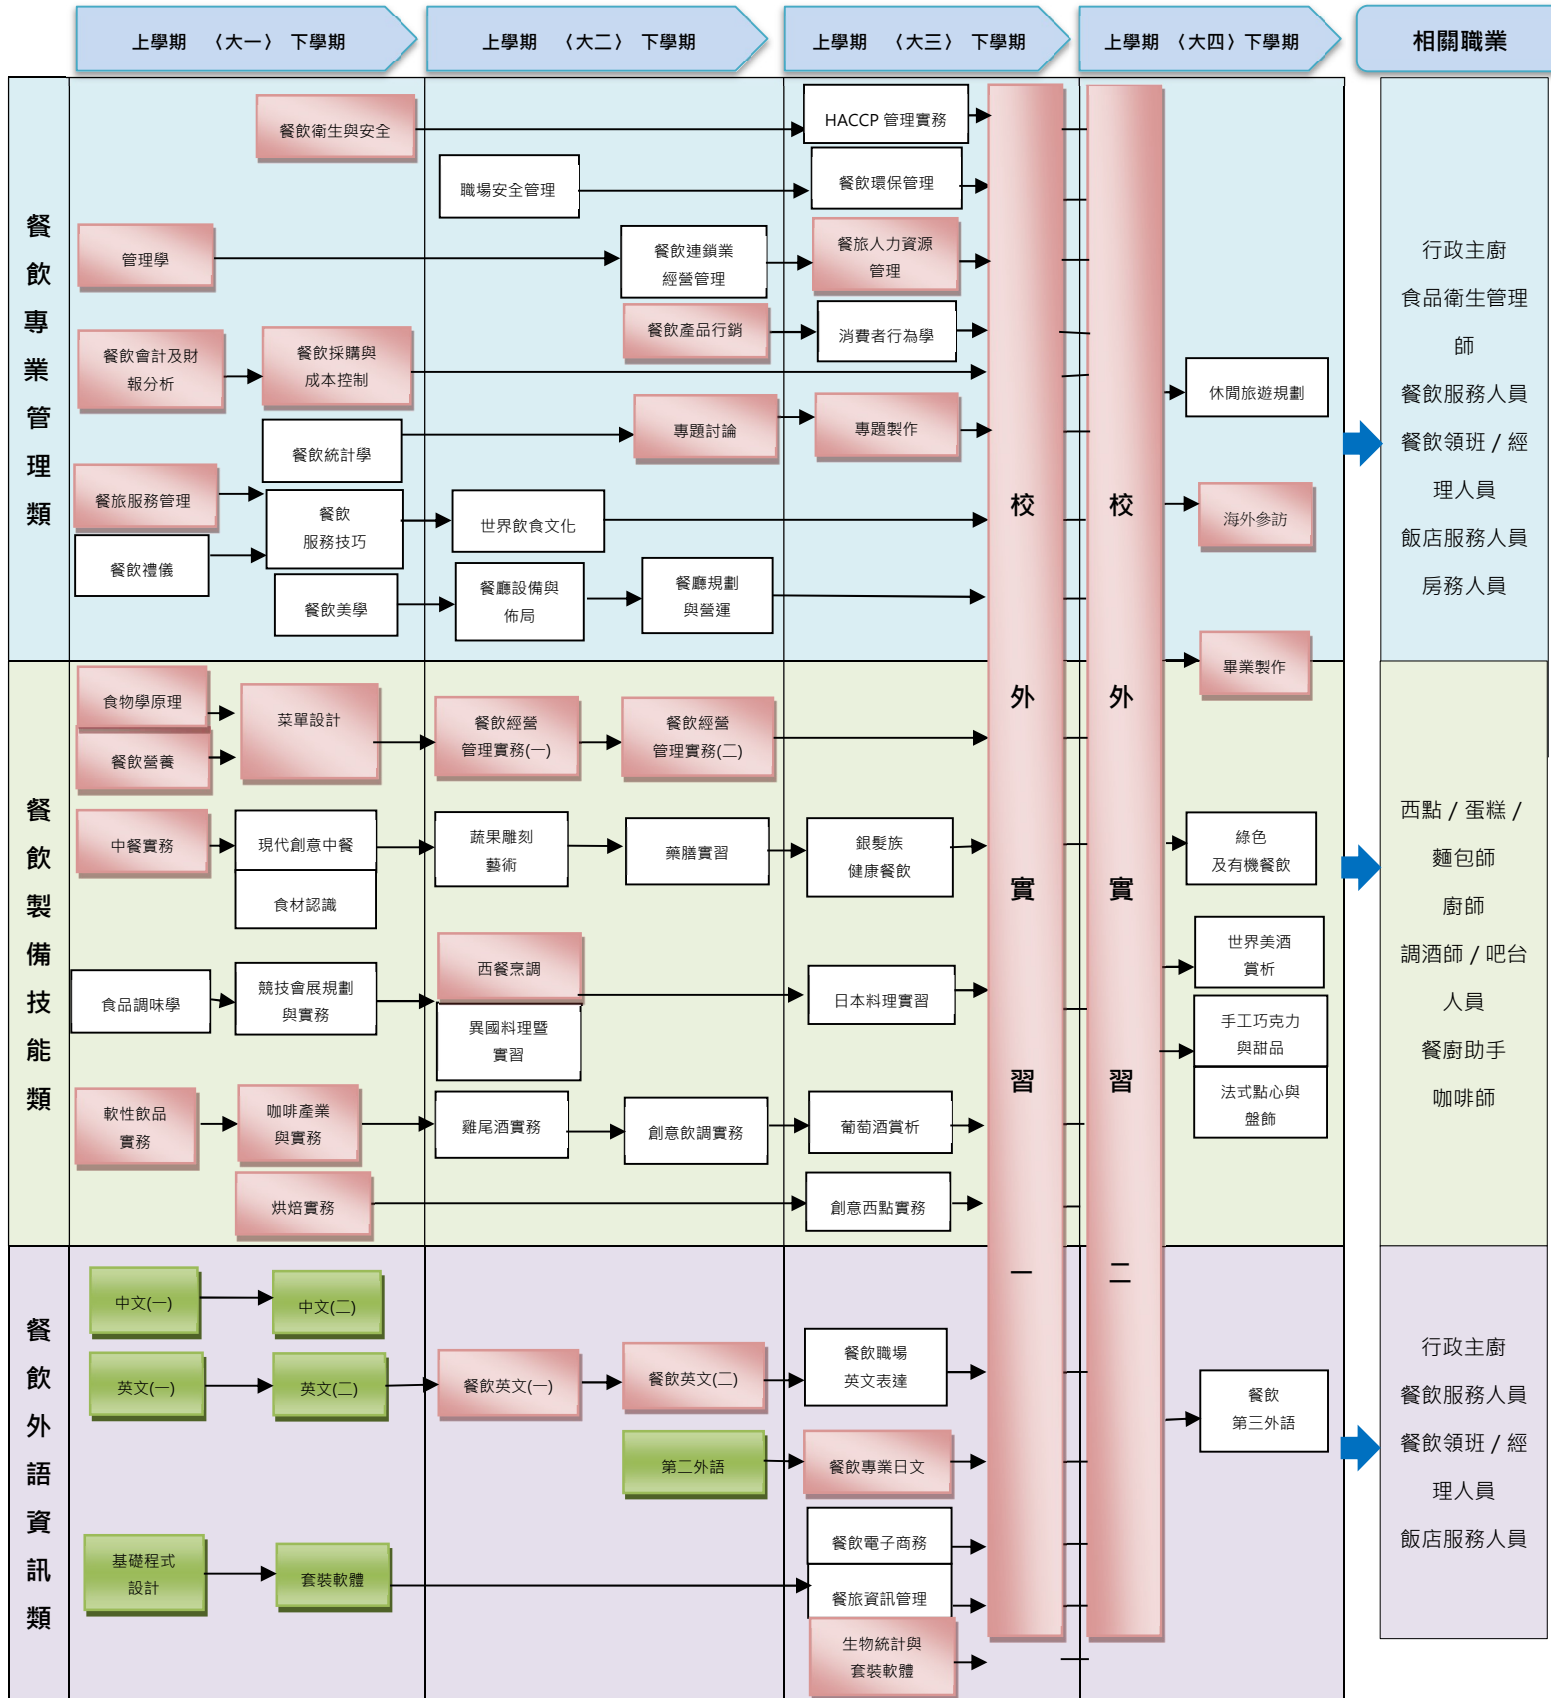 上學期 〈大一〉 下學期
上學期 〈大二〉 下學期
上學期 〈大三〉 下學期
上學期 〈大四〉下學期
相關職業
餐飲專業管理類
餐飲衛生與安全
HACCP 管理實務
職場安全管理
餐飲環保管理
管理學
餐飲連鎖業
經營管理
餐旅人力資源
管理
餐飲產品行銷
消費者行為學
餐飲會計及財
報分析
餐飲採購與
成本控制
休閒旅遊規劃
餐飲統計學
專題討論
專題製作
餐旅服務管理
餐飲
服務技巧
世界飲食文化
海外參訪
餐飲禮儀
餐飲美學
餐廳設備與
佈局
餐廳規劃
與營運
畢業製作
行政主廚
食品衛生管理
師
餐飲服務人員
餐飲領班 / 經
理人員
飯店服務人員
房務人員
校外實習一
校外實習二
餐飲製備技能類
食物學原理
餐飲營養
菜單設計
餐飲經營
管理實務(一)
餐飲經營
管理實務(二)
中餐實務
現代創意中餐
食材認識
蔬果雕刻
藝術
藥膳實習
銀髮族
健康餐飲
綠色
及有機餐飲
食品調味學
競技會展規劃
與實務
西餐烹調
異國料理暨
實習
日本料理實習
世界美酒
賞析
手工巧克力
與甜品
法式點心與
盤飾
軟性飲品
實務
咖啡產業
與實務
雞尾酒實務
創意飲調實務
葡萄酒賞析
烘焙實務
創意西點實務
西點 / 蛋糕 /
麵包師
廚師
調酒師 / 吧台
人員
餐廚助手
咖啡師
餐飲外語資訊類
中文(一)
中文(二)
英文(一)
英文(二)
餐飲英文(一)
餐飲英文(二)
餐飲職場
英文表達
餐飲
第三外語
第二外語
餐飲專業日文
基礎程式
設計
套裝軟體
餐飲電子商務
餐旅資訊管理
生物統計與
套裝軟體
行政主廚
餐飲服務人員
餐飲領班 / 經
理人員
飯店服務人員